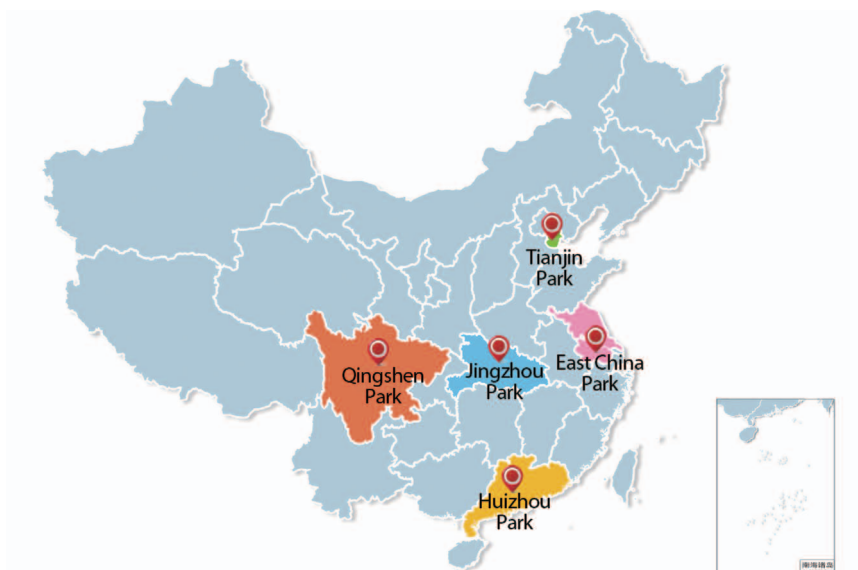 Tianjin
Park
East China
Park
Jingzhou
Park
Qingshen
Park
Huizhou
Park
南海诸岛